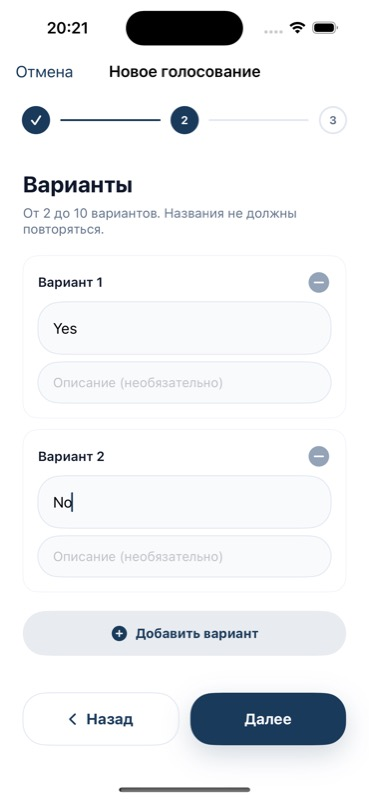 20:21
Отмена
Новое голосование
2
3
Варианты
От 2 до 10 вариантов. Названия не должны
повторяться.
Вариант 1
Yes
Описание (необязательно)
Вариант 2
No
Описание (необязательно)
Добавить вариант
Назад
Далее